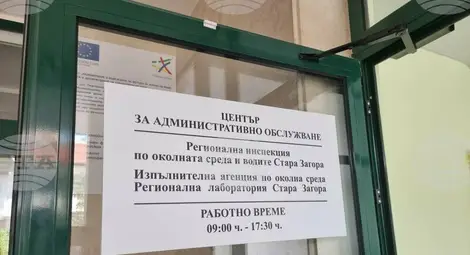 ЦЕНТЪР
ЗА АДМИНИСТРАТИВНО ОБСЛУЖВАНЕ
Регионална инспекция
по околната среда и водите Стара Загора
Изпълнителна агенция по околна среда
Регионална лаборатория Стара Загора
РАБОТНО ВРЕМЕ
09:00 ч. - 17:30 ч.